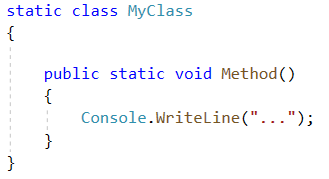 static class MyClass
{
public static void Method()
{
Console.WriteLine("...");
}
}